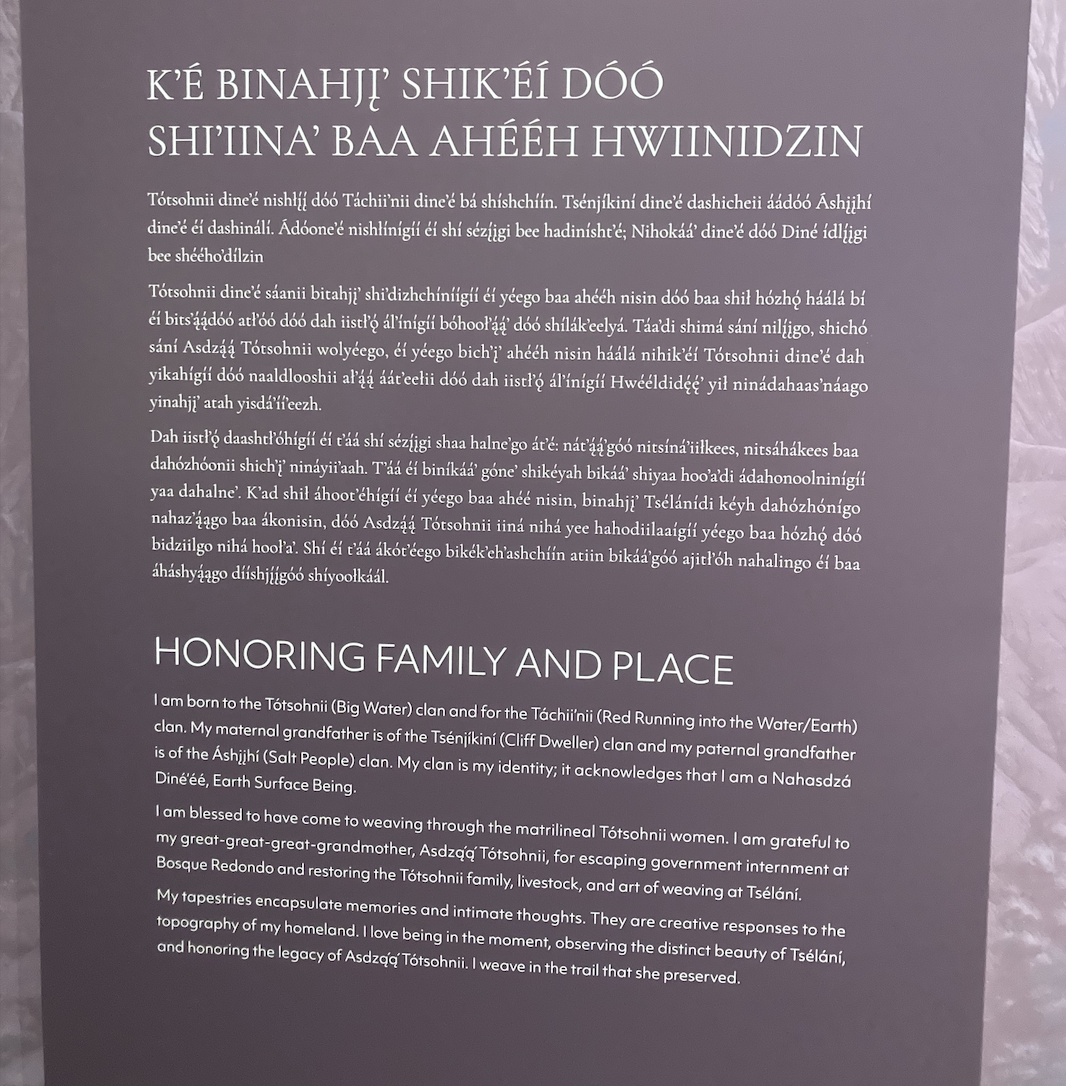 K’É BINAHJĮ’ SHIK’ÉÍ DÓÓ
SHI’IINA’ BAA AHÉÉH HWIINIDZIN
Tótsohnii dine’é nishłį́į́ dóó Táchii’nii dine’é bá shíshchíín. Tsénjíkiní dine’é dashicheii áádóó Áshįįhí
dine’é éí dashinálí. Ádóone’é nishłínígíí éí shí sézį́įgi bee hadinísht’é; Nihokáá’ dine’é dóó Diné ídlį́įgi
bee shéého’dílzin
Tótsohnii dine’é sáanii bitahjį’ shi’dizhchíníígíí éí yéego baa ahééh nisin dóó baa shił hózhǫ́ háálá bí
éí bits’ą́ą́dóó atł’óó dóó dah iistł’ǫ́ ál’ínígíí bóhooł’ą́ą́’ dóó shílák’eelyá. Táa’di shimá sání nilį́įgo, shichó
sání Asdzą́ą́ Tótsohnii wolyéego, éí yéego bich’į’ ahééh nisin háálá nihik’éí Tótsohnii dine’é dah
yikahígíí dóó naaldlooshii ał’ą́ą́ áát’eełii dóó dah iistł’ǫ́ ál’ínígíí Hwééldidę́ę́’ yił ninádahaas’náago
yinahjį’ atah yisdá’íí’eezh.
Dah iistł’ǫ́ daashtł’óhígíí éí t’áá shí sézį́įgi shaa halne’go át’é: nát’ą́ą́’góó nitsíná’iiłkees, nitsáhákees baa
dahózhóonii shich’į’ nináyii’aah. T’áá éí biníkáá’ góne’ shikéyah bikáá’ shiyaa hoo’a’di ádahonoolninígíí
yaa dahalne’. K’ad shił áhoot’éhígíí éí yéego baa ahéé nisin, binahjį’ Tsélánídi kéyh dahózhónígo
nahaz’ą́ągo baa ákonisin, dóó Asdzą́ą́ Tótsohnii iiná nihá yee hahodiilaaígíí yéego baa hózhǫ́ dóó
bidziilgo nihá hooł’a’. Shí éí t’áá ákót’éego bikék’eh’ashchíín atiin bikáá’góó ajitł’óh nahalingo éí baa
áháshyą́ągo dííshjį́į́góó shíyoołkáál.
HONORING FAMILY AND PLACE
I am born to the Tótsohnii (Big Water) clan and for the Táchii’nii (Red Running into the Water/Earth)
clan. My maternal grandfather is of the Tsénjíkiní (Cliff Dweller) clan and my paternal grandfather
is of the Áshįįhí (Salt People) clan. My clan is my identity; it acknowledges that I am a Nahasdzá
Diné’éé, Earth Surface Being.
I am blessed to have come to weaving through the matrilineal Tótsohnii women. I am grateful to
my great-great-great-grandmother, Asdzą́ą́ Tótsohnii, for escaping government internment at
Bosque Redondo and restoring the Tótsohnii family, livestock, and art of weaving at Tsélání.
My tapestries encapsulate memories and intimate thoughts. They are creative responses to the
topography of my homeland. I love being in the moment, observing the distinct beauty of Tsélání,
and honoring the legacy of Asdzą́ą́ Tótsohnii. I weave in the trail that she preserved.